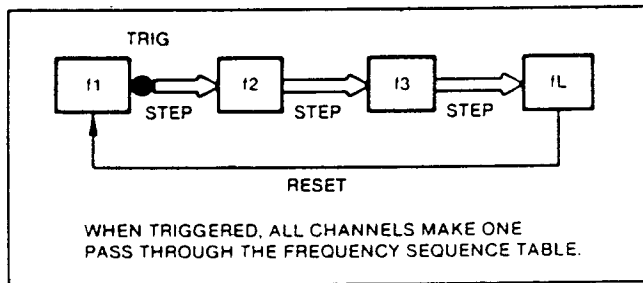 TRIG
f1 f2 f3 fL
STEP STEP STEP
RESET
WHEN TRIGGERED, ALL CHANNELS MAKE ONE
PASS THROUGH THE FREQUENCY SEQUENCE TABLE.